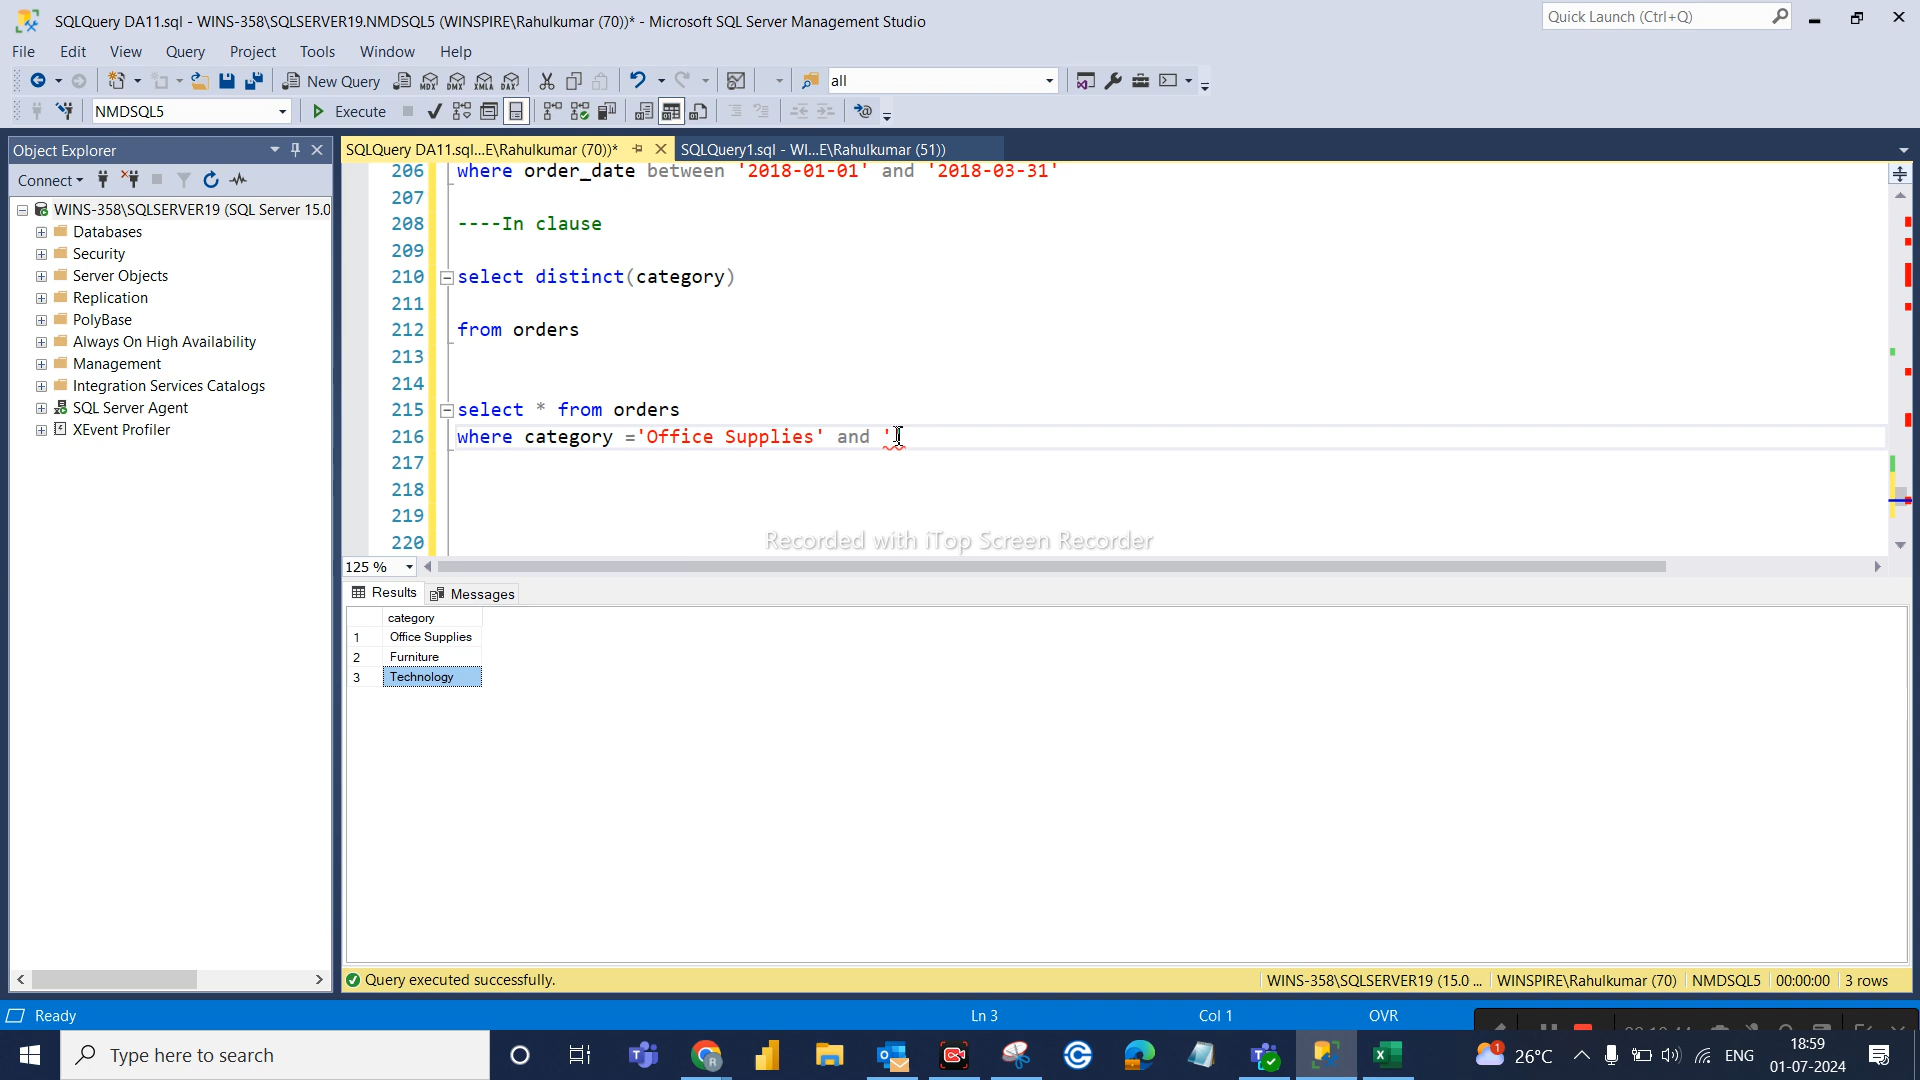 SQLQuery DA11.sql - WINS-358\SQLSERVER19.NMDSQL5 (WINSPIRE\Rahulkumar (70))* - Microsoft SQL Server Management Studio
Quick Launch (Ctrl+Q)
File Edit View Query Project Tools Window Help
New Query
all
NMDSQL5
Execute
Object Explorer
SQLQuery DA11.sql...E\Rahulkumar (70))*
SQLQuery1.sql - WI...E\Rahulkumar (51))
Connect
WINS-358\SQLSERVER19 (SQL Server 15.0
Databases
Security
Server Objects
Replication
PolyBase
Always On High Availability
Management
Integration Services Catalogs
SQL Server Agent
XEvent Profiler
206 where order_date between '2018-01-01' and '2018-03-31'
207
208 ----In clause
209
210 select distinct(category)
211
212 from orders
213
214
215 select * from orders
216 where category ='Office Supplies' and '
217
218
219
220
Recorded with iTop Screen Recorder
125 %
Results Messages
category
1 Office Supplies
2 Furniture
3 Technology
Query executed successfully.
WINS-358\SQLSERVER19 (15.0 ... WINSPIRE\Rahulkumar (70) NMDSQL5 00:00:00 3 rows
Ready
Ln 3 Col 1 OVR
Type here to search
26°C
ENG
18:59
01-07-2024